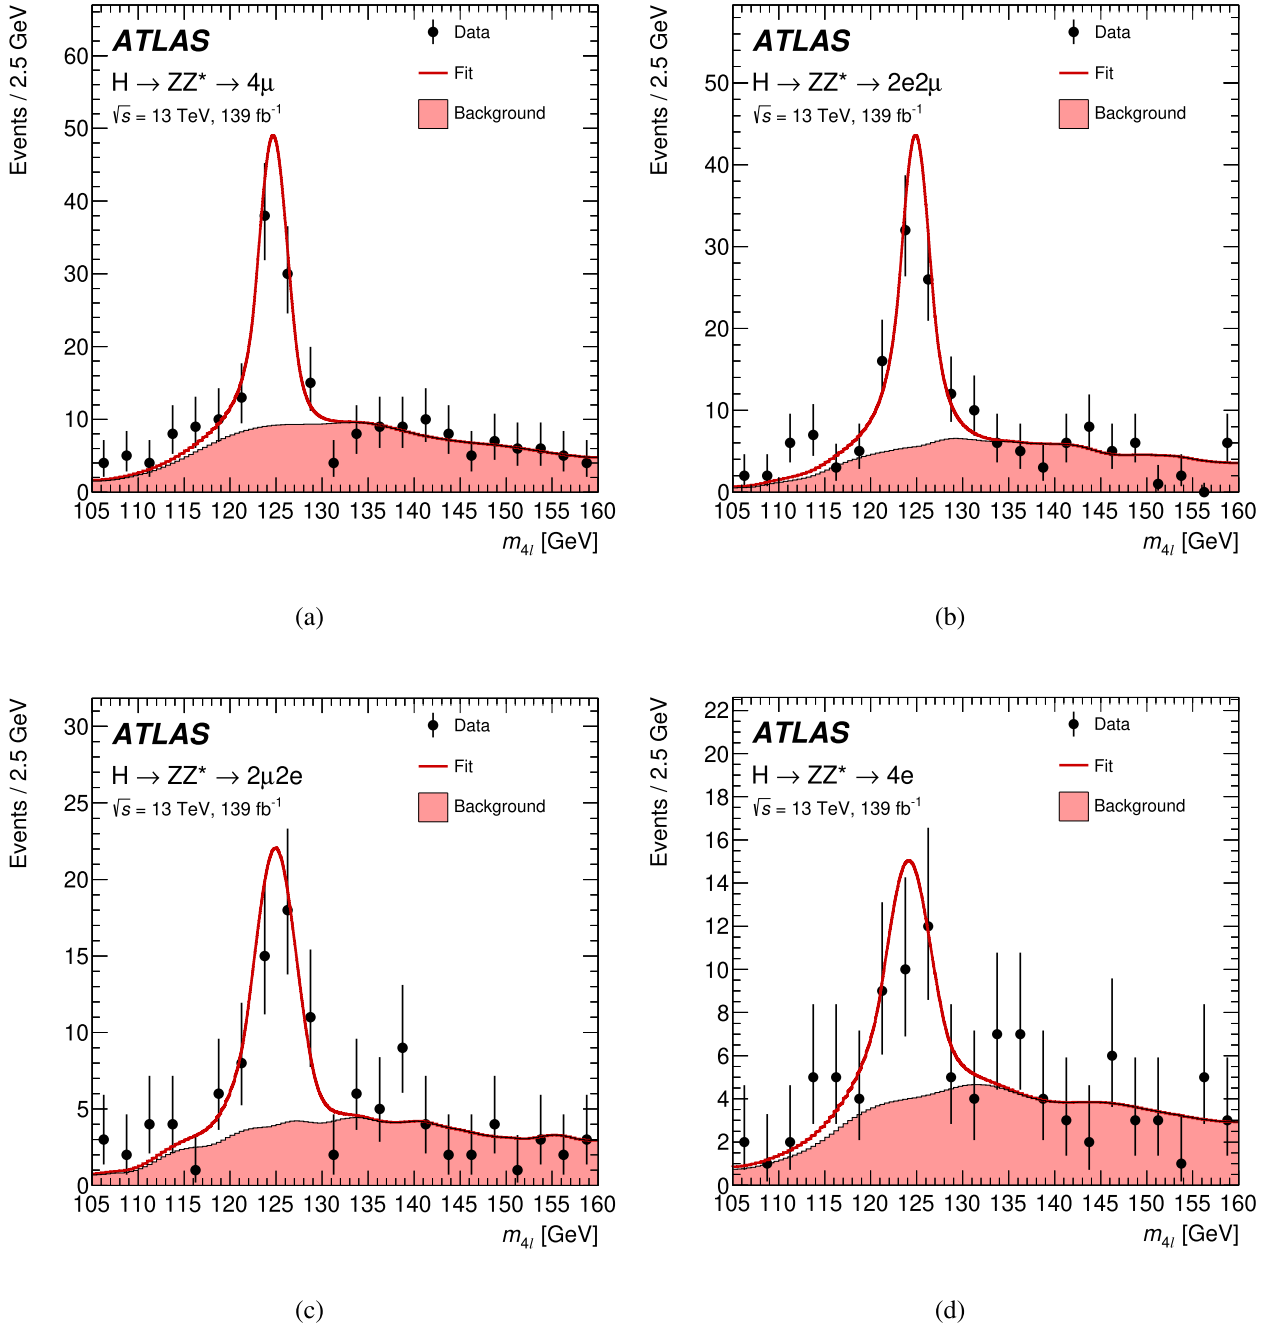 Events / 2.5 GeV
ATLAS
H → ZZ* → 4μ
√s = 13 TeV, 139 fb-1
Data
Fit
Background
60
50
40
30
20
10
0
105 110 115 120 125 130 135 140 145 150 155 160
m4l [GeV]
(a)
Events / 2.5 GeV
ATLAS
H → ZZ* → 2e2μ
√s = 13 TeV, 139 fb-1
Data
Fit
Background
50
40
30
20
10
0
105 110 115 120 125 130 135 140 145 150 155 160
m4l [GeV]
(b)
Events / 2.5 GeV
ATLAS
H → ZZ* → 2μ2e
√s = 13 TeV, 139 fb-1
Data
Fit
Background
30
25
20
15
10
5
0
105 110 115 120 125 130 135 140 145 150 155 160
m4l [GeV]
(c)
Events / 2.5 GeV
ATLAS
H → ZZ* → 4e
√s = 13 TeV, 139 fb-1
Data
Fit
Background
22
20
18
16
14
12
10
8
6
4
2
0
105 110 115 120 125 130 135 140 145 150 155 160
m4l [GeV]
(d)